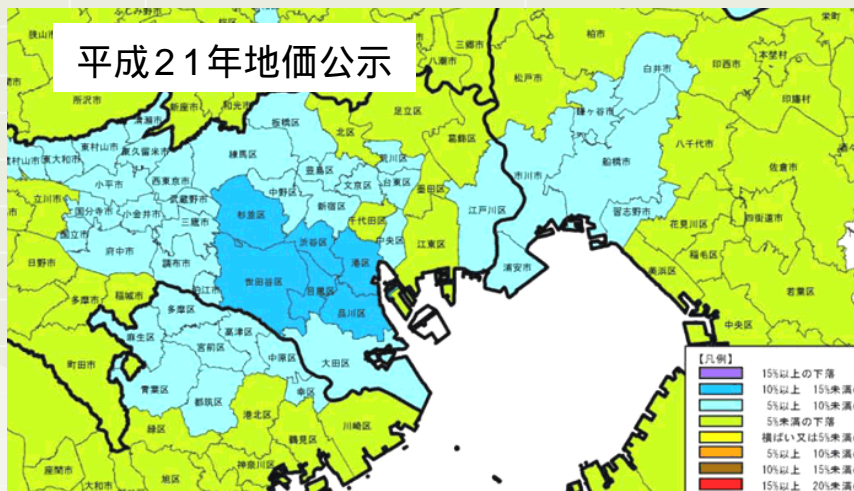 平成21年地価公示
狭山市
所沢市
新座市
和光市
清瀬市
板橋区
北区
足立区
八潮市
三郷市
松戸市
柏市
白井市
印西市
本埜村
栄町
印旛村
鎌ヶ谷市
葛飾区
荒川区
練馬区
豊島区
文京区
台東区
墨田区
市川市
船橋市
八千代市
佐倉市
東村山市
東久留米市
東大和市
小平市
西東京市
武蔵野市
中野区
新宿区
千代田区
江戸川区
習志野市
花見川区
四街道市
立川市
国分寺市
小金井市
三鷹市
杉並区
渋谷区
港区
中央区
江東区
浦安市
稲毛区
美浜区
若葉区
中央区
国立市
府中市
調布市
狛江市
世田谷区
目黒区
品川区
日野市
多摩市
稲城市
多摩区
麻生区
高津区
宮前区
中原区
大田区
幸区
町田市
青葉区
都筑区
港北区
川崎区
緑区
鶴見区
神奈川区
座間市
大和市
旭区
【凡例】
15%以上の下落
10%以上 15%未満の
5%以上 10%未満の
5%未満の下落
横ばい又は5%未満の
5%以上 10%未満の
10%以上 15%未満の
15%以上 20%未満の